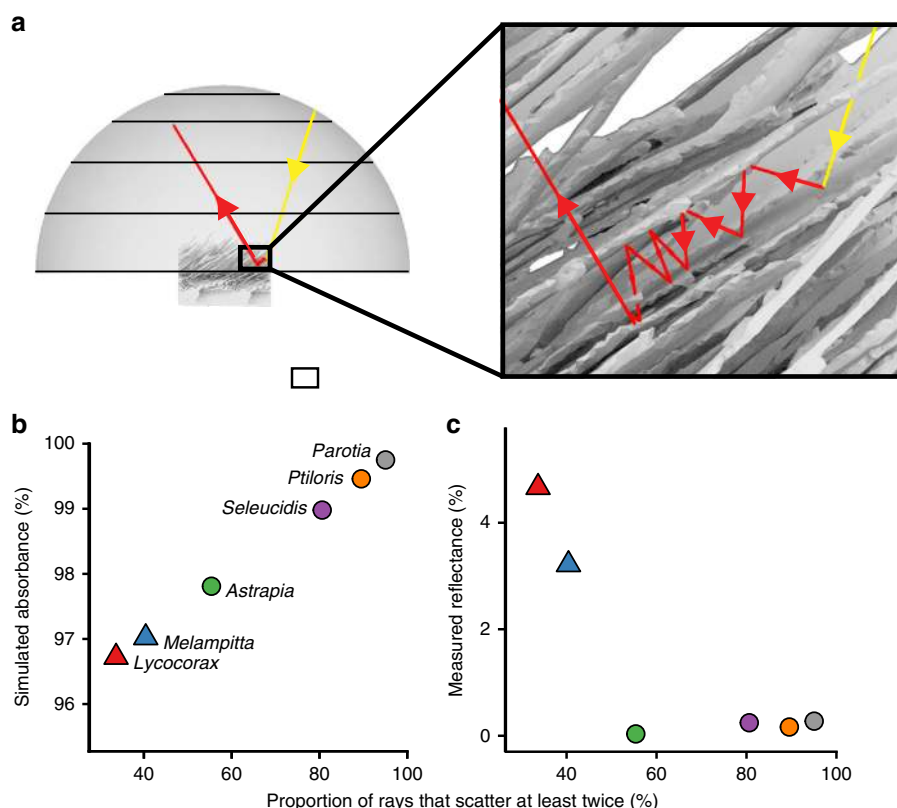 a
b
c
Simulated absorbance (%)
100
99
98
97
96
Parotia
Ptiloris
Seleucidis
Astrapia
Melampitta
Lycocorax
40
60
80
100
Measured reflectance (%)
4
2
0
40
60
80
100
Proportion of rays that scatter at least twice (%)